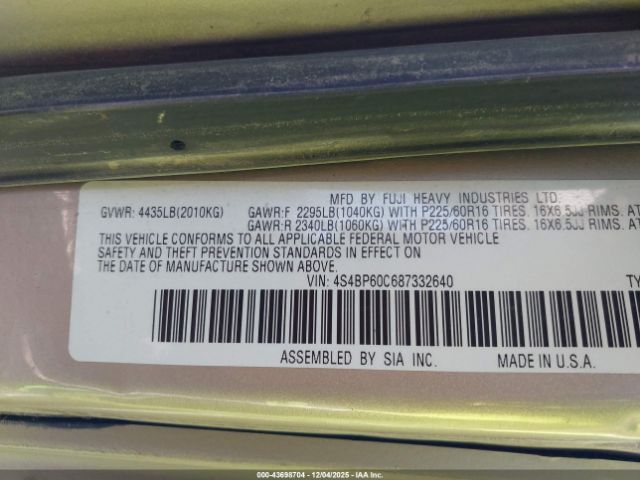 MFD BY FUJI HEAVY INDUSTRIES LTD.
GVWR: 4435LB(2010KG) GAWR:F 2295LB(1040KG) WITH P225/60R16 TIRES. 16X6.5JJ RIMS. AT
GAWR:R 2340LB(1060KG) WITH P225/60R16 TIRES. 16X6.5JJ RIMS. AT
THIS VEHICLE CONFORMS TO ALL APPLICABLE FEDERAL MOTOR VEHICLE
SAFETY AND THEFT PREVENTION STANDARDS IN EFFECT ON
THE DATE OF MANUFACTURE SHOWN ABOVE.
VIN: 4S4BP60C687332640 TY
ASSEMBLED BY SIA INC. MADE IN U.S.A.
000-43698704 - 12/04/2025 - IAAI.COM